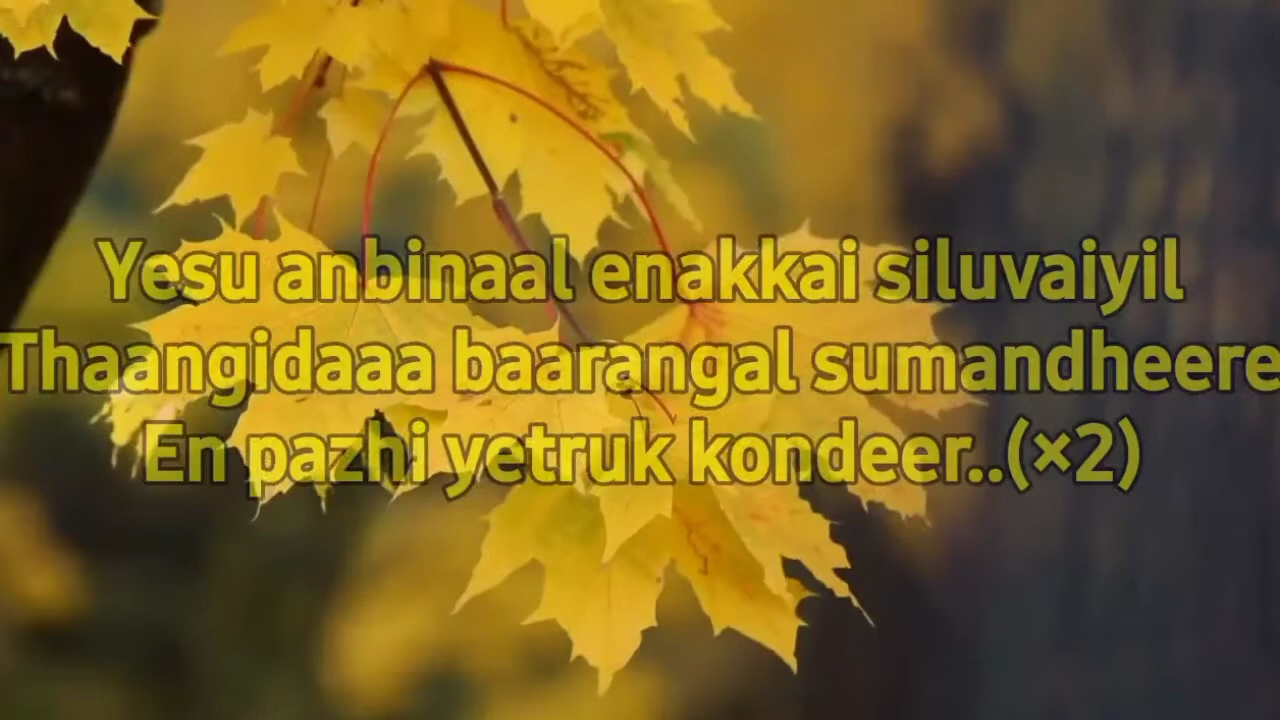 Yesu anbinaal enakkai siluvaiyil
Thaangidaaa baarangal sumandheere
En pazhi yetruk kondeer..(×2)